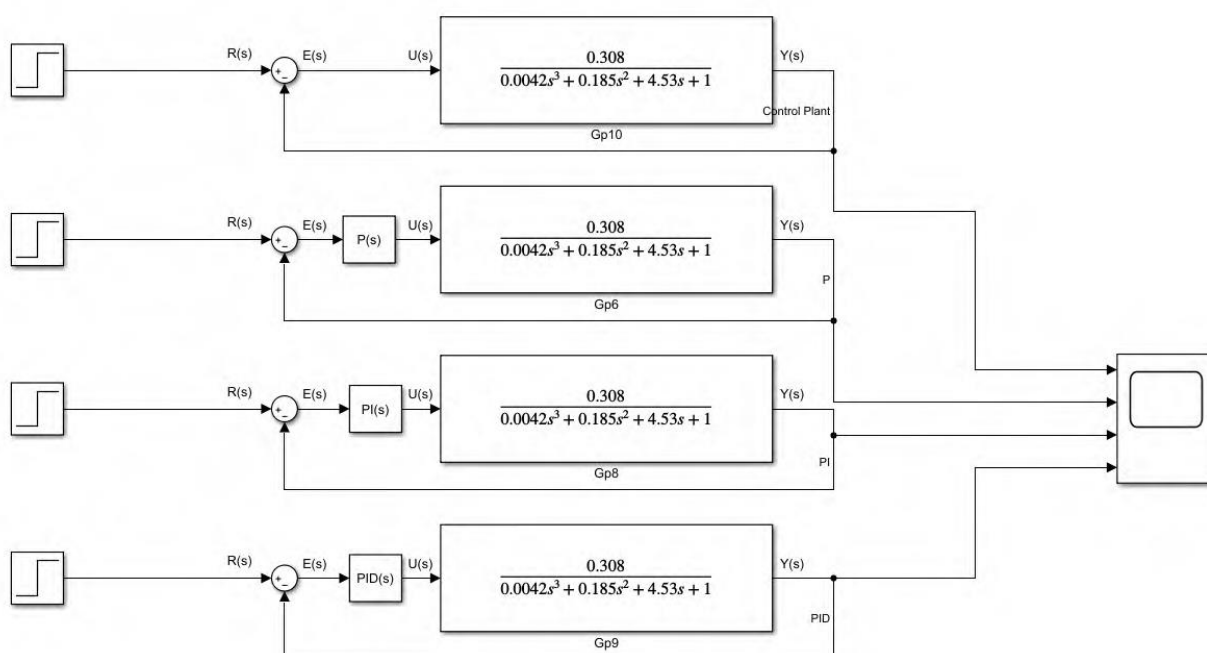 R(s)
+
−
E(s)
U(s)
0.308
0.0042s³ + 0.185s² + 4.53s + 1
Y(s)
Control Plant
Gp10
R(s)
+
−
E(s)
P(s)
U(s)
0.308
0.0042s³ + 0.185s² + 4.53s + 1
Y(s)
P
Gp6
R(s)
+
−
E(s)
PI(s)
U(s)
0.308
0.0042s³ + 0.185s² + 4.53s + 1
Y(s)
PI
Gp8
R(s)
+
−
E(s)
PID(s)
U(s)
0.308
0.0042s³ + 0.185s² + 4.53s + 1
Y(s)
PID
Gp9